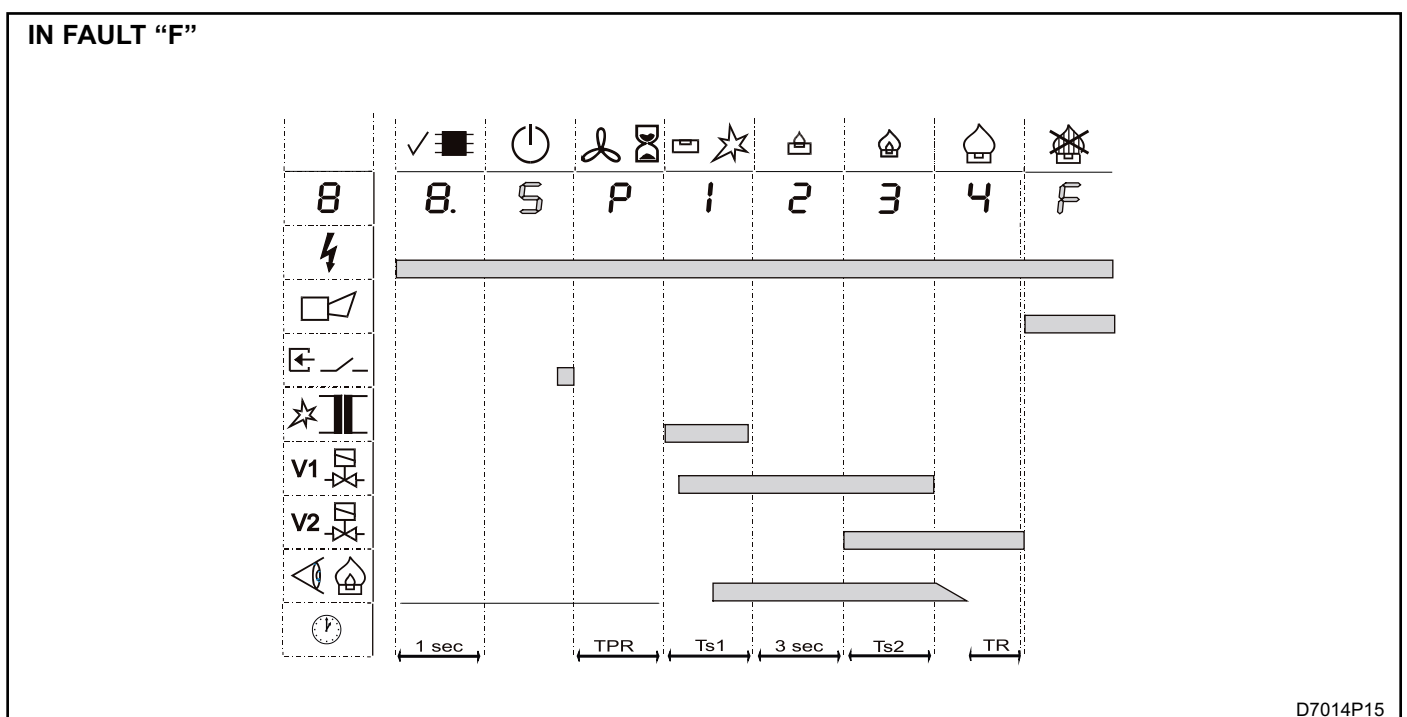 IN FAULT “F”
8 8. S P 1 2 3 4 F
V1
V2
1 sec TPR Ts1 3 sec Ts2 TR
D7014P15